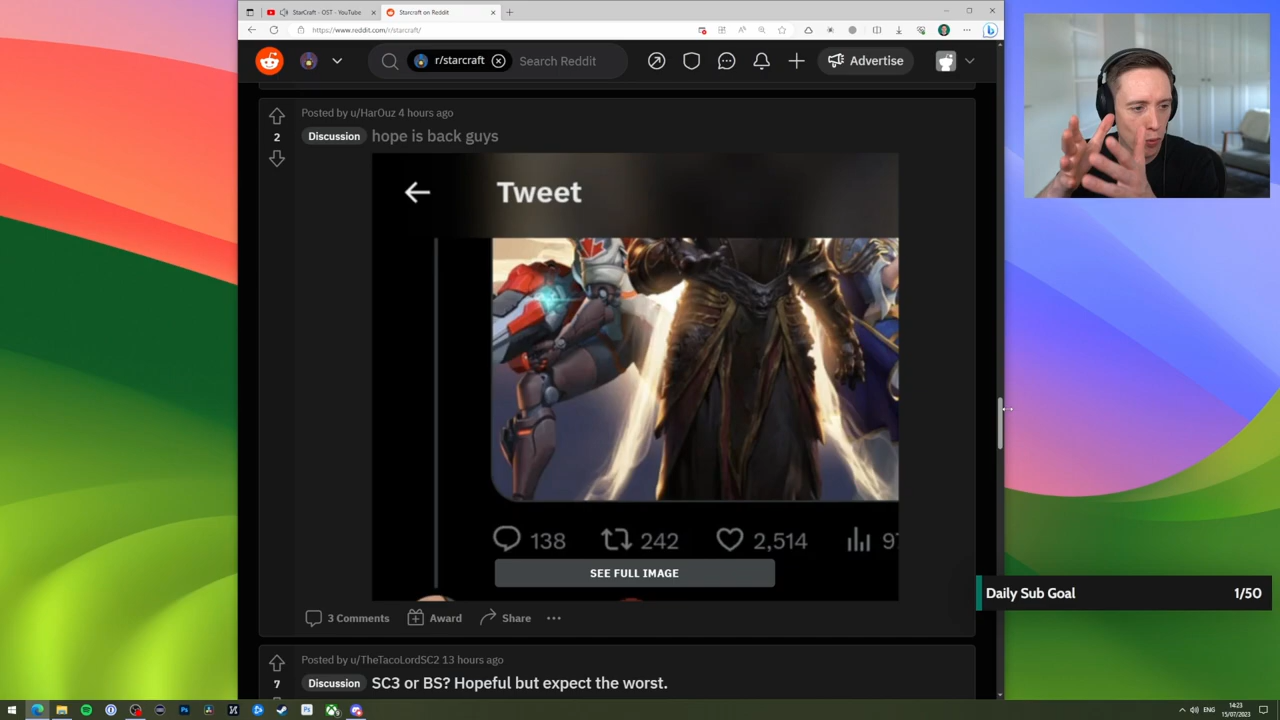 StarCraft - OST - YouTube
Starcraft on Reddit
https://www.reddit.com/r/starcraft/
r/starcraft
Search Reddit
Advertise
Posted by u/HarOuz 4 hours ago
2
Discussion
hope is back guys
Tweet
138
242
2,514
97
SEE FULL IMAGE
3 Comments
Award
Share
Posted by u/TheTacoLordSC2 13 hours ago
7
Discussion
SC3 or BS? Hopeful but expect the worst.
Daily Sub Goal
1/50
ENG
14:23
15/07/2023